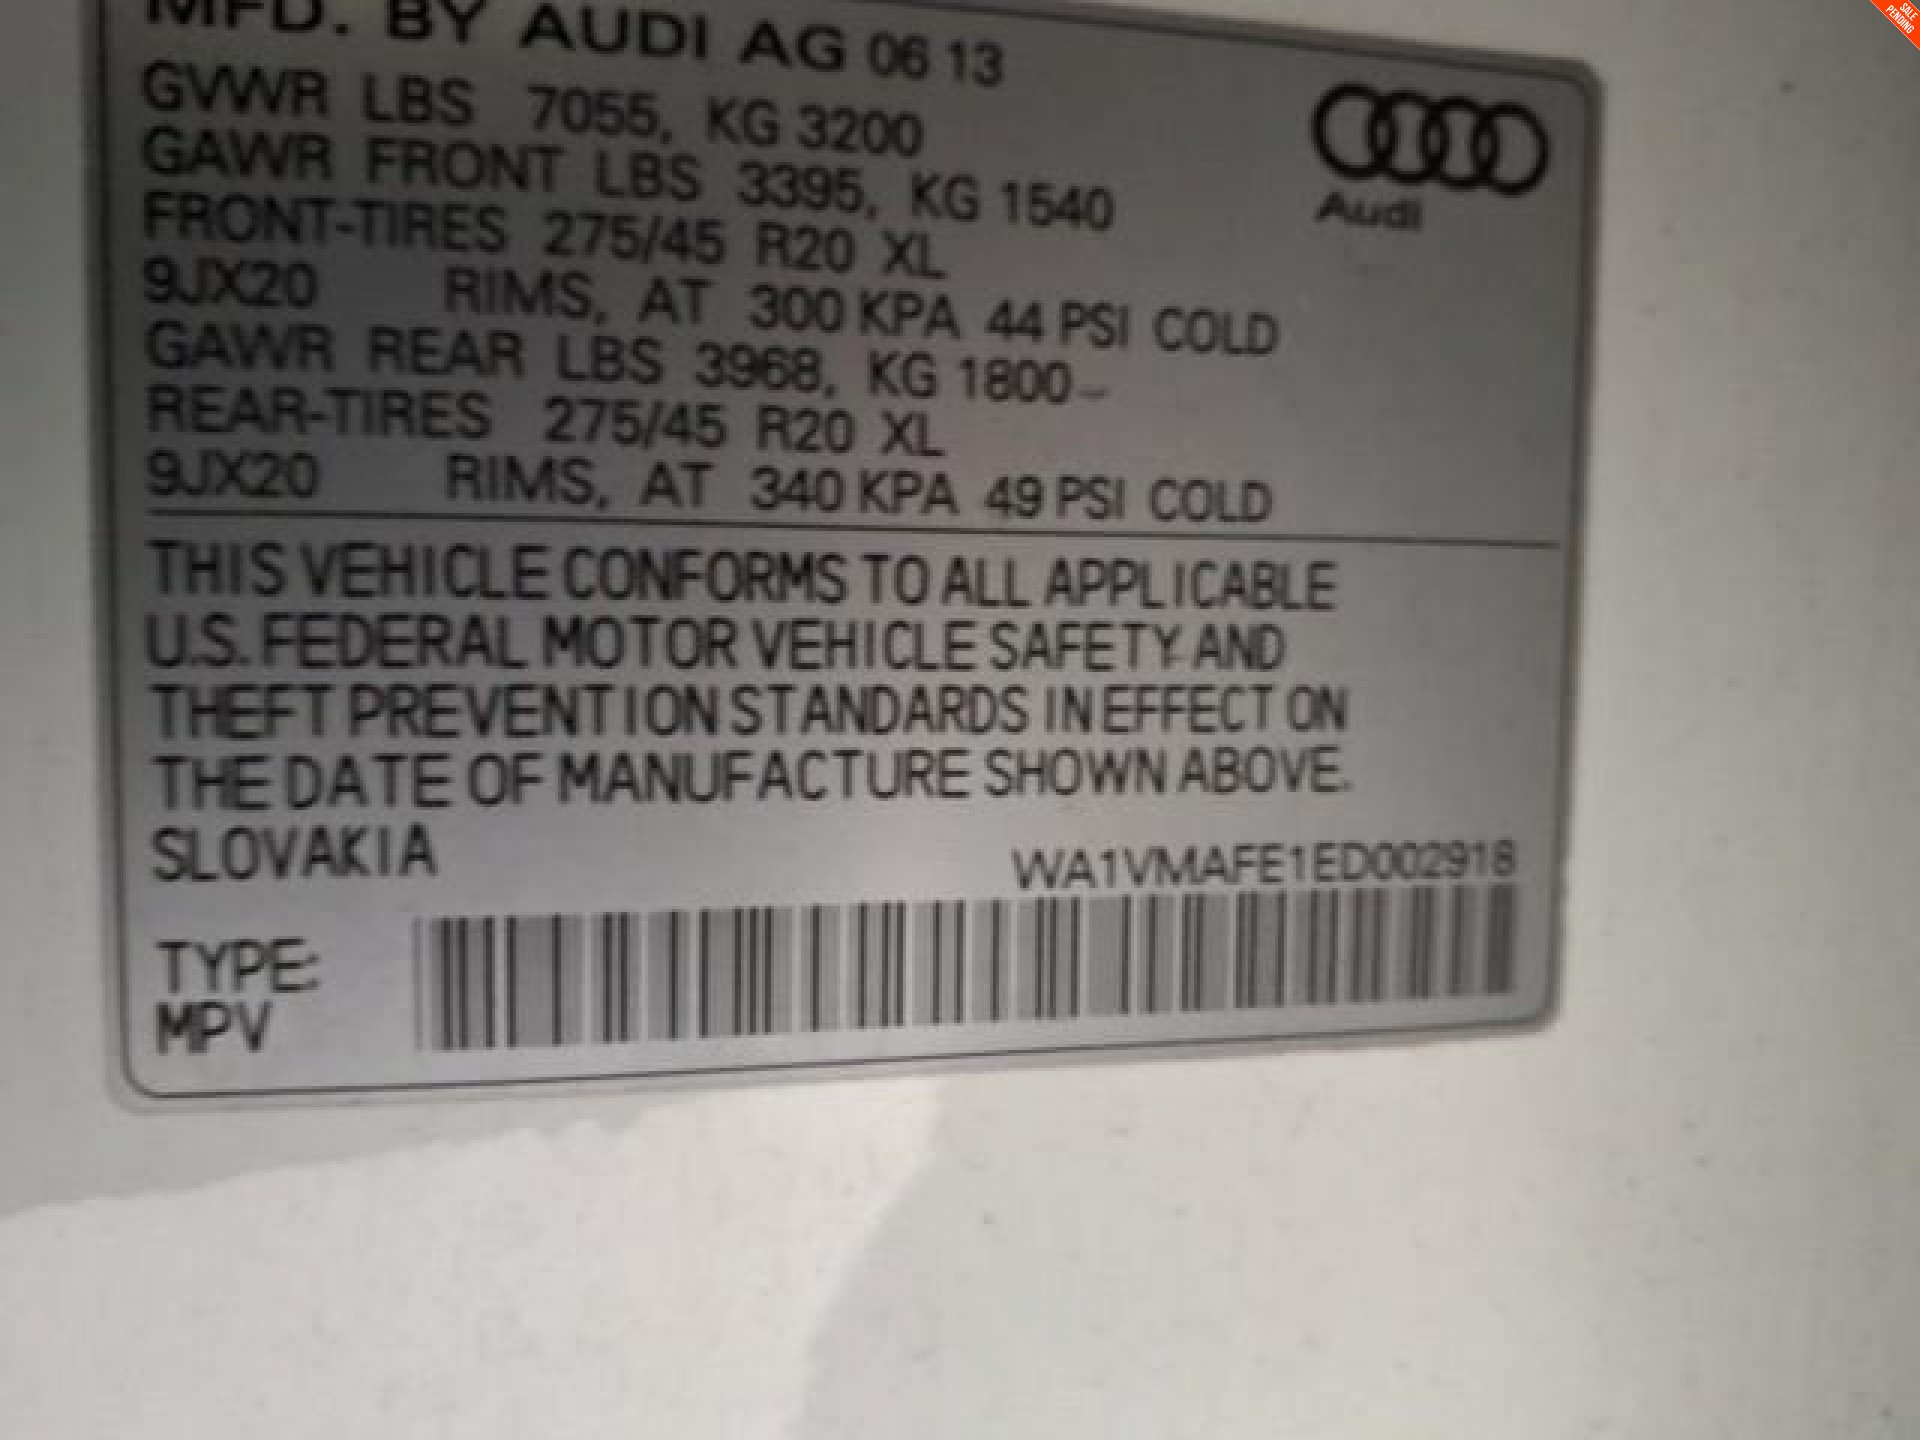 MFD. BY AUDI AG 06 13
GVWR LBS 7055, KG 3200
GAWR FRONT LBS 3395, KG 1540
FRONT-TIRES 275/45 R20 XL
9JX20 RIMS, AT 300 KPA 44 PSI COLD
GAWR REAR LBS 3968, KG 1800
REAR-TIRES 275/45 R20 XL
9JX20 RIMS, AT 340 KPA 49 PSI COLD
Audi
THIS VEHICLE CONFORMS TO ALL APPLICABLE
U.S. FEDERAL MOTOR VEHICLE SAFETY AND
THEFT PREVENTION STANDARDS IN EFFECT ON
THE DATE OF MANUFACTURE SHOWN ABOVE.
SLOVAKIA
WA1VMAFE1ED002918
TYPE:
MPV
SALE
PENDING